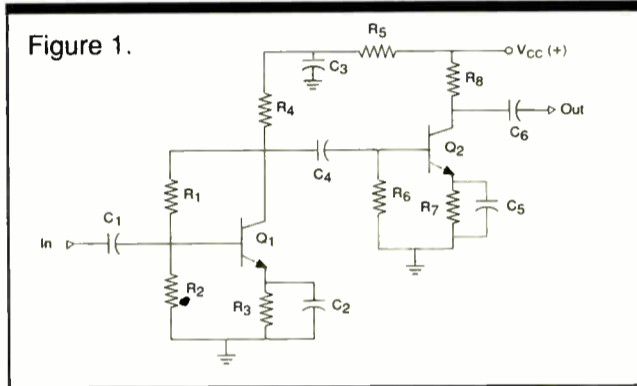 Figure 1.
R5
VCC (+)
C3
R8
R4
C6
Out
Q2
C4
R1
R6
R7
C5
C1
In
Q1
R2
R3
C2